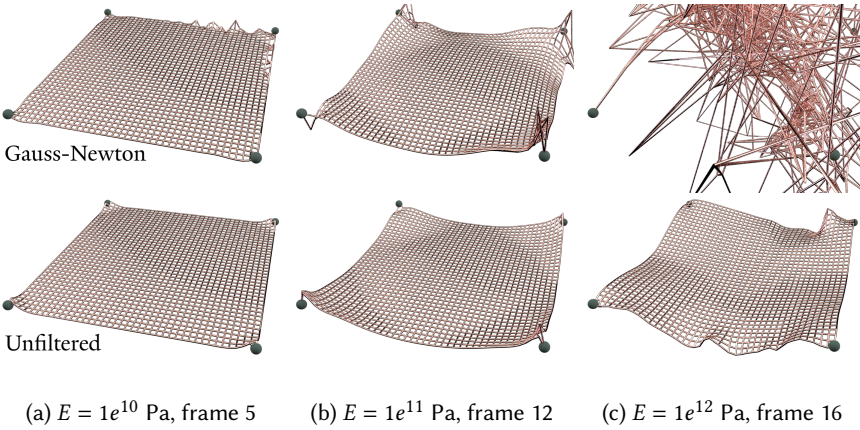 Gauss-Newton
Unfiltered
(a) E = 1e¹⁰ Pa, frame 5
(b) E = 1e¹¹ Pa, frame 12
(c) E = 1e¹² Pa, frame 16